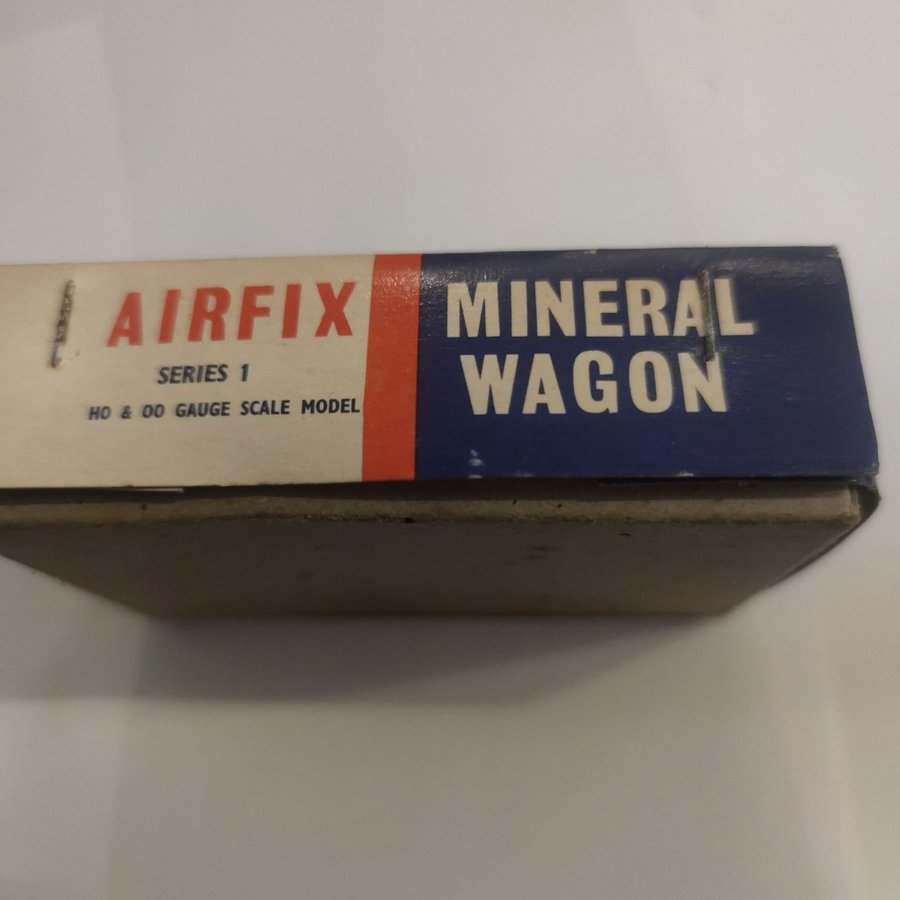 AIRFIX
SERIES 1
HO & OO GAUGE SCALE MODEL
MINERAL
WAGON